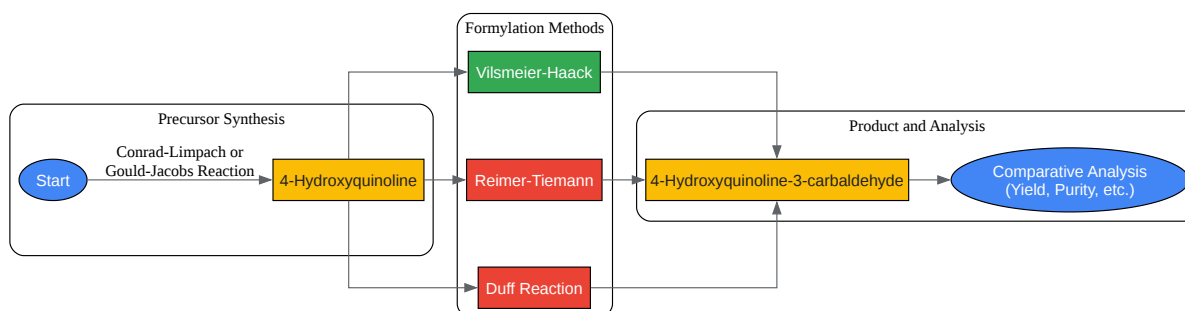 Formylation Methods
Vilsmeier-Haack
Precursor Synthesis
Product and Analysis
Conrad-Limpach or
Gould-Jacobs Reaction
Start
4-Hydroxyquinoline
Reimer-Tiemann
4-Hydroxyquinoline-3-carbaldehyde
Comparative Analysis
(Yield, Purity, etc.)
Duff Reaction